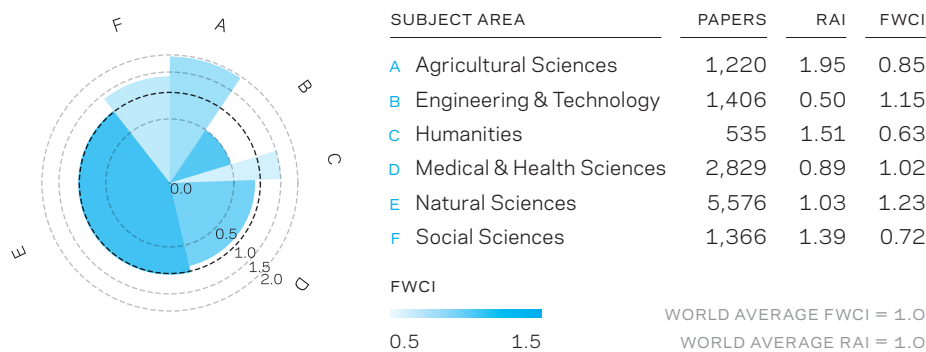 F
A
B
C
D
E
0.0
0.5
1.0
1.5
2.0
SUBJECT AREA PAPERS RAI FWCI
A Agricultural Sciences 1,220 1.95 0.85
B Engineering & Technology 1,406 0.50 1.15
C Humanities 535 1.51 0.63
D Medical & Health Sciences 2,829 0.89 1.02
E Natural Sciences 5,576 1.03 1.23
F Social Sciences 1,366 1.39 0.72
FWCI
0.5 1.5
WORLD AVERAGE FWCI = 1.0
WORLD AVERAGE RAI = 1.0